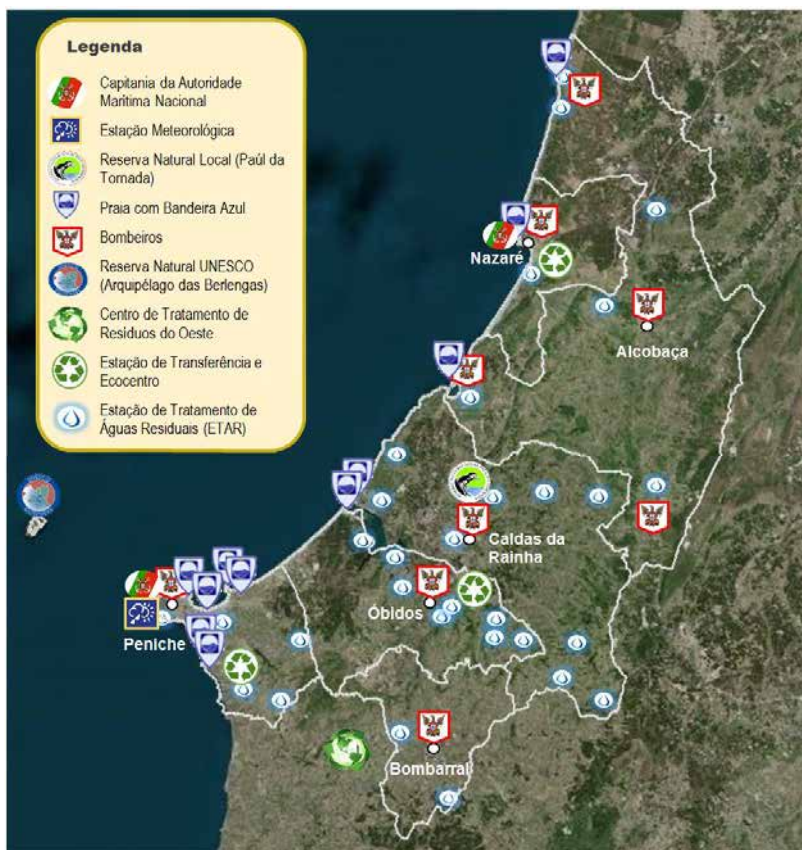 Legenda
Capitania da Autoridade
Marítima Nacional
Estação Meteorológica
Reserva Natural Local (Paúl da
Tornada)
Praia com Bandeira Azul
Bombeiros
Reserva Natural UNESCO
(Arquipélago das Berlengas)
Centro de Tratamento de
Resíduos do Oeste
Estação de Transferência e
Ecocentro
Estação de Tratamento de
Águas Residuais (ETAR)
Nazaré
Alcobaça
Caldas da
Rainha
Óbidos
Peniche
Bombarral